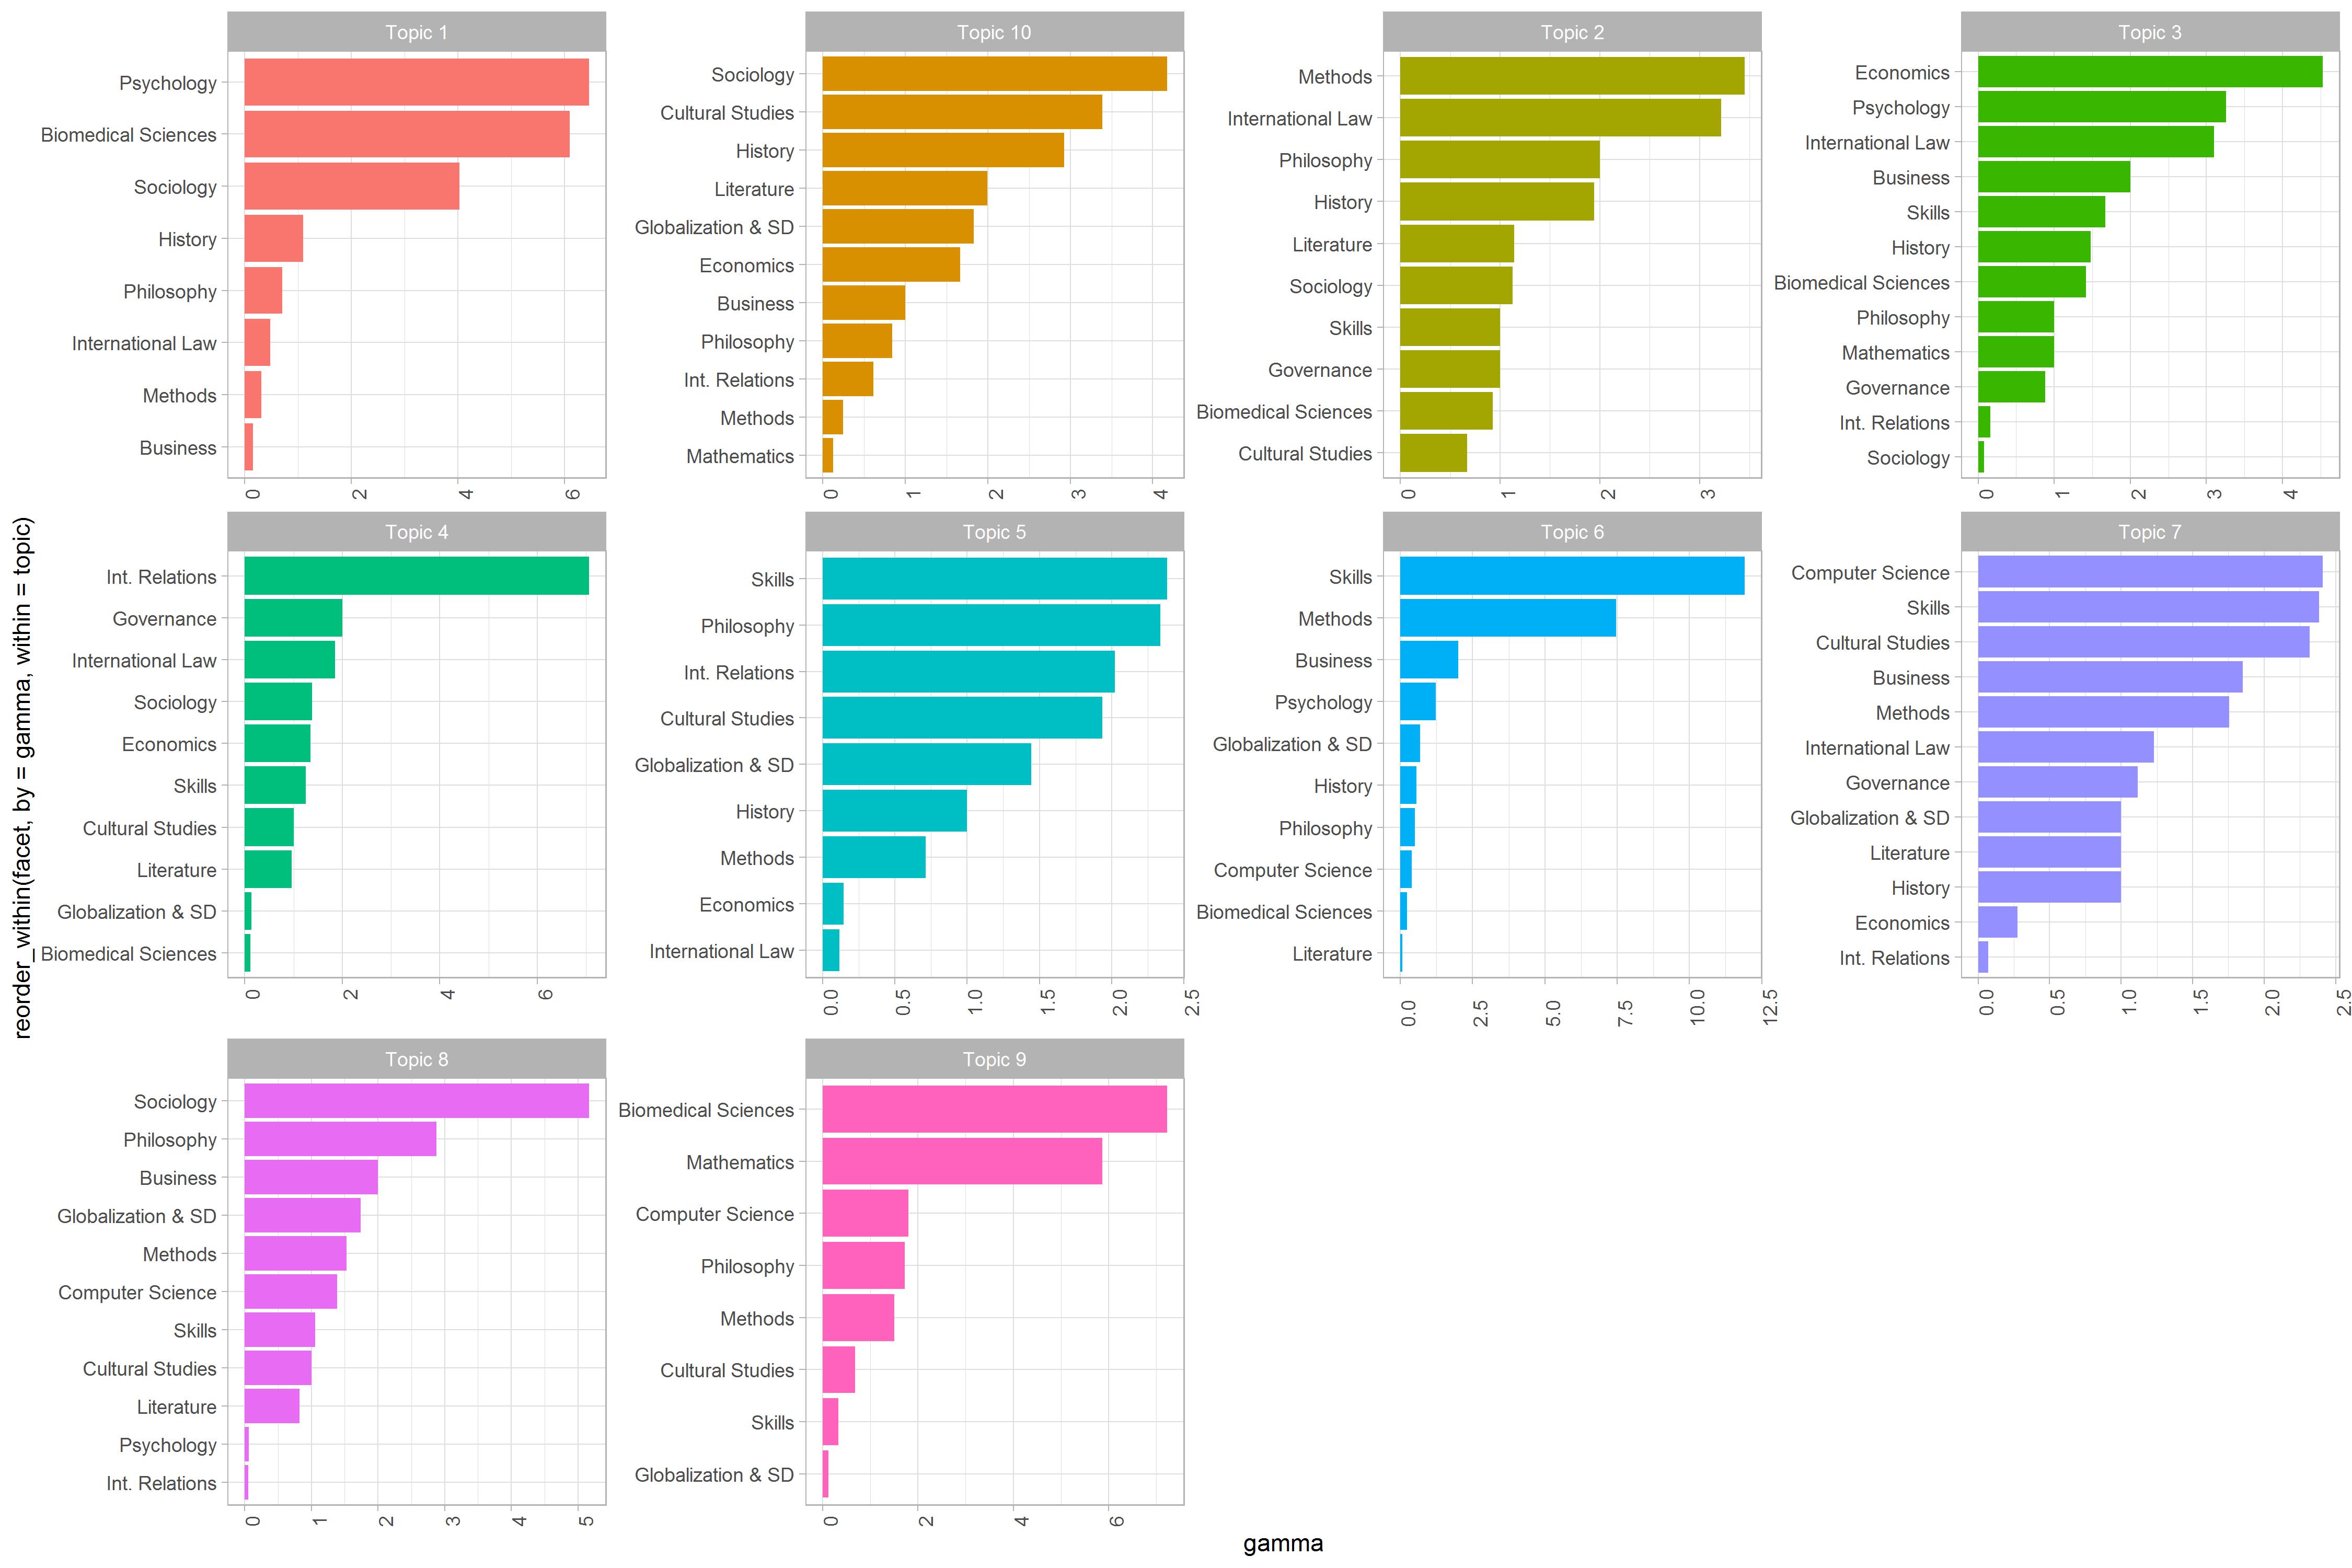 Topic 1
Psychology
Biomedical Sciences
Sociology
History
Philosophy
International Law
Methods
Business
0 2 4 6
Topic 10
Sociology
Cultural Studies
History
Literature
Globalization & SD
Economics
Business
Philosophy
Int. Relations
Methods
Mathematics
0 1 2 3 4
Topic 2
Methods
International Law
Philosophy
History
Literature
Sociology
Skills
Governance
Biomedical Sciences
Cultural Studies
0 1 2 3
Topic 3
Economics
Psychology
International Law
Business
Skills
History
Biomedical Sciences
Philosophy
Mathematics
Governance
Int. Relations
Sociology
0 1 2 3 4
reorder_within(facet, by = gamma, within = topic)
Topic 4
Int. Relations
Governance
International Law
Sociology
Economics
Skills
Cultural Studies
Literature
Globalization & SD
Biomedical Sciences
0 2 4 6
Topic 5
Skills
Philosophy
Int. Relations
Cultural Studies
Globalization & SD
History
Methods
Economics
International Law
0.0 0.5 1.0 1.5 2.0 2.5
Topic 6
Skills
Methods
Business
Psychology
Globalization & SD
History
Philosophy
Computer Science
Biomedical Sciences
Literature
0.0 2.5 5.0 7.5 10.0 12.5
Topic 7
Computer Science
Skills
Cultural Studies
Business
Methods
International Law
Governance
Globalization & SD
Literature
History
Economics
Int. Relations
0.0 0.5 1.0 1.5 2.0 2.5
Topic 8
Sociology
Philosophy
Business
Globalization & SD
Methods
Computer Science
Skills
Cultural Studies
Literature
Psychology
Int. Relations
0 1 2 3 4 5
Topic 9
Biomedical Sciences
Mathematics
Computer Science
Philosophy
Methods
Cultural Studies
Skills
Globalization & SD
0 2 4 6
gamma